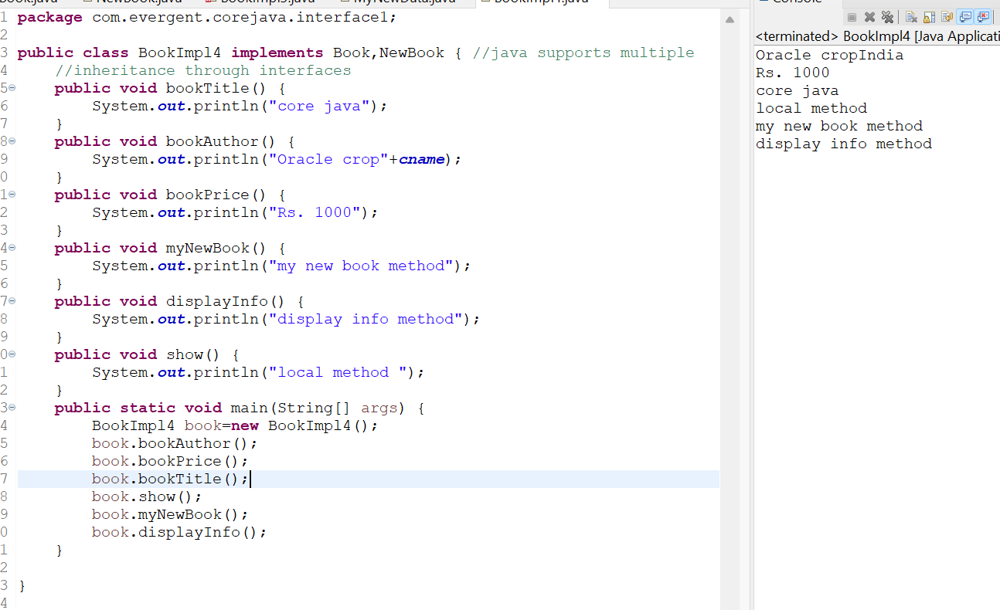 package com.evergent.corejava.interface1;
public class BookImpl4 implements Book,NewBook { //java supports multiple
//inheritance through interfaces
public void bookTitle() {
System.out.println("core java");
}
public void bookAuthor() {
System.out.println("Oracle crop"+cname);
}
public void bookPrice() {
System.out.println("Rs. 1000");
}
public void myNewBook() {
System.out.println("my new book method");
}
public void displayInfo() {
System.out.println("display info method");
}
public void show() {
System.out.println("local method ");
}
public static void main(String[] args) {
BookImpl4 book=new BookImpl4();
book.bookAuthor();
book.bookPrice();
book.bookTitle();
book.show();
book.myNewBook();
book.displayInfo();
}
}
<terminated> BookImpl4 [Java Applicati
Oracle cropIndia
Rs. 1000
core java
local method
my new book method
display info method